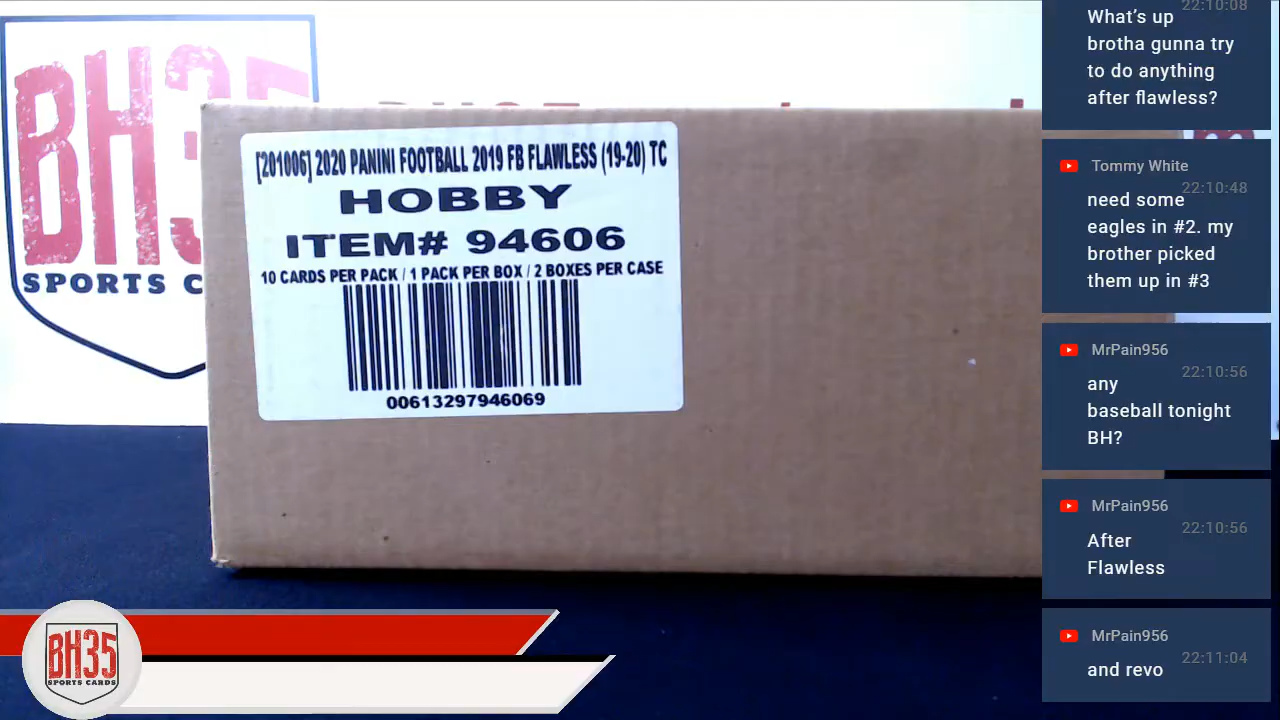 BH35
SPORTS C
[201006] 2020 PANINI FOOTBALL 2019 FB FLAWLESS (19-20) TC
HOBBY
ITEM# 94606
10 CARDS PER PACK / 1 PACK PER BOX / 2 BOXES PER CASE
00613297946069
BH35
SPORTS CARDS
22:10:08
What's up
brotha gunna try
to do anything
after flawless?
Tommy White
22:10:48
need some
eagles in #2. my
brother picked
them up in #3
MrPain956
22:10:56
any
baseball tonight
BH?
MrPain956
22:10:56
After
Flawless
MrPain956
22:11:04
and revo